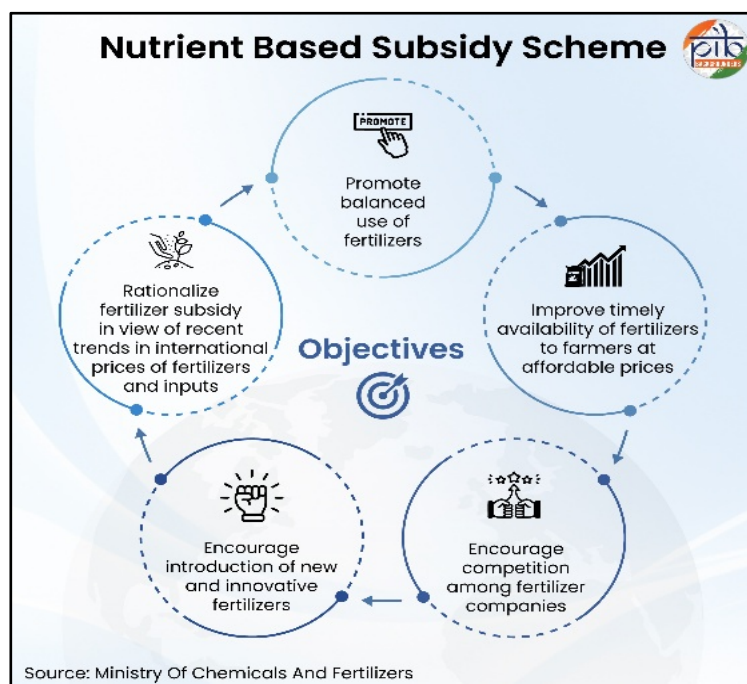 Nutrient Based Subsidy Scheme
pib
BACKGROUNDERS
PROMOTE
Promote
balanced
use of
fertilizers
Improve timely
availability of fertilizers
to farmers at
affordable prices
Encourage
competition
among fertilizer
companies
Encourage
introduction of new
and innovative
fertilizers
Rationalize
fertilizer subsidy
in view of recent
trends in international
prices of fertilizers
and inputs
Objectives
Source: Ministry Of Chemicals And Fertilizers